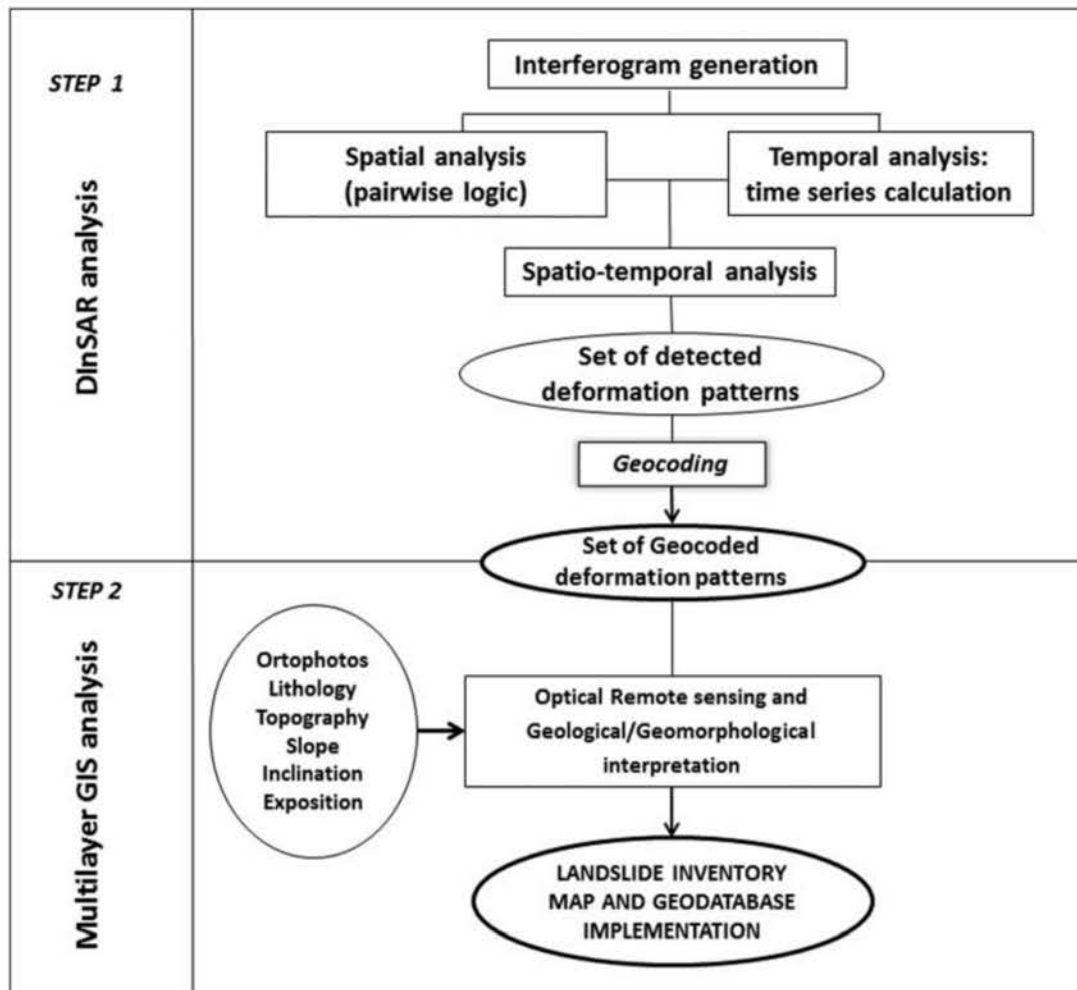 STEP 1
DInSAR analysis
Interferogram generation
Spatial analysis
(pairwise logic)
Temporal analysis:
time series calculation
Spatio-temporal analysis
Set of detected
deformation patterns
Geocoding
Set of Geocoded
deformation patterns
STEP 2
Multilayer GIS analysis
Ortophotos
Lithology
Topography
Slope
Inclination
Exposition
Optical Remote sensing and
Geological/Geomorphological
interpretation
LANDSLIDE INVENTORY
MAP AND GEODATABASE
IMPLEMENTATION